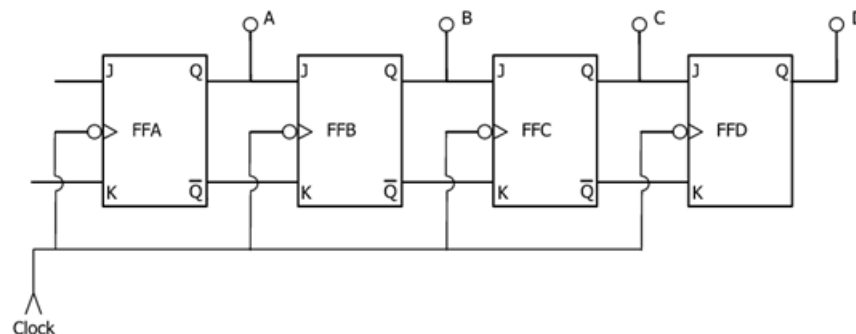 A B C D
J Q J Q J Q J Q
FFA FFB FFC FFD
K Q̅ K Q̅ K Q̅ K
Clock